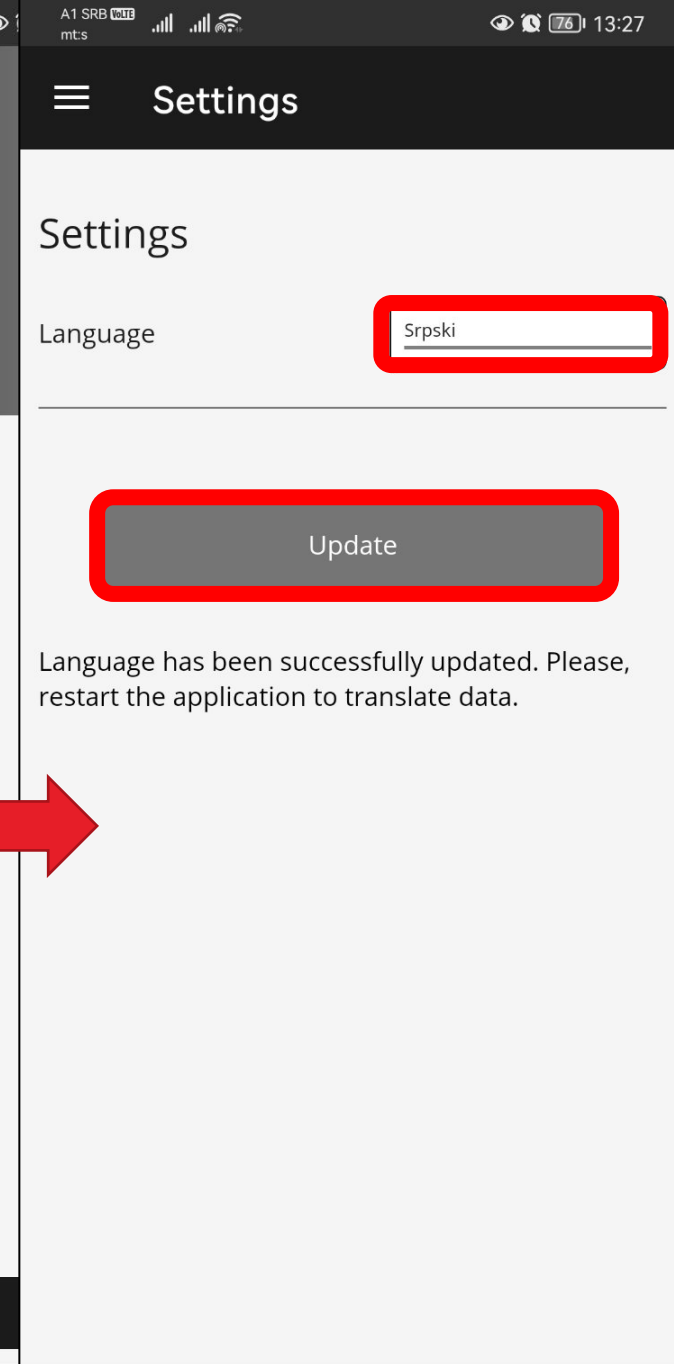 A1 SRB VoLTE
mt:s
76 13:27
Settings
Settings
Language
Srpski
Update
Language has been successfully updated. Please,
restart the application to translate data.